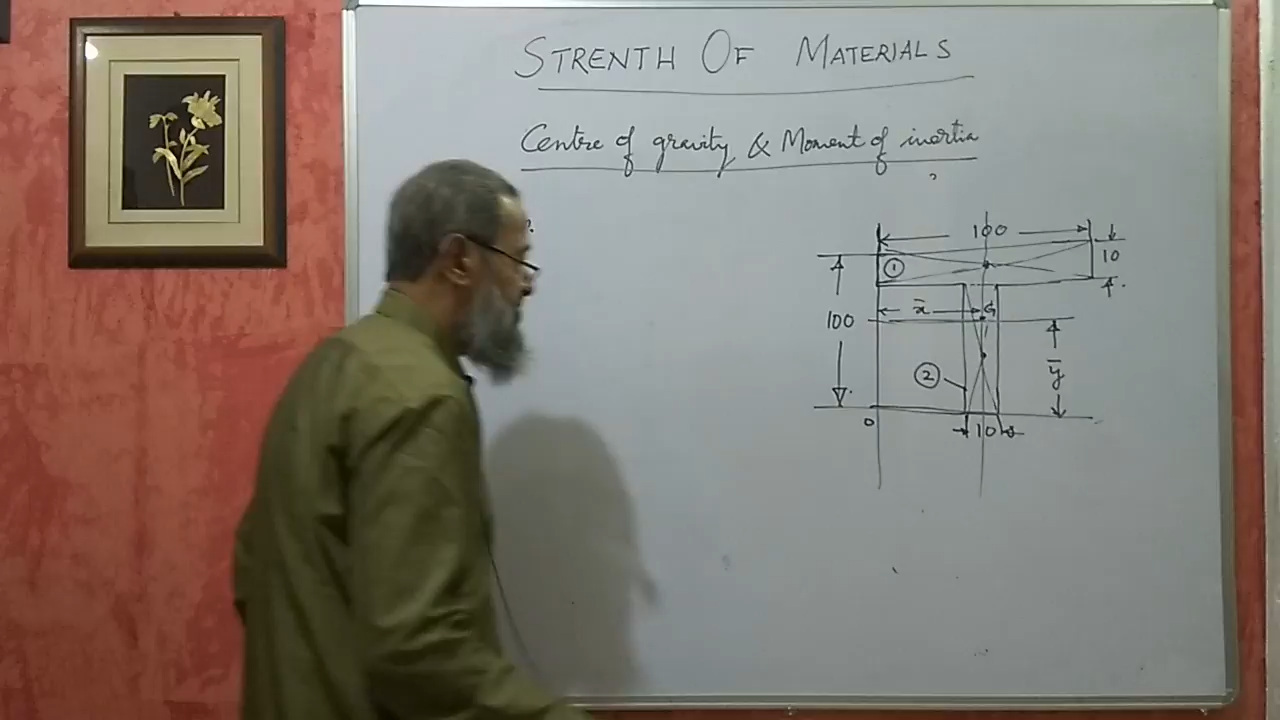 STRENTH OF MATERIALS
Centre of gravity & Moment of inertia
100
10
①
100
x̄
G
ȳ
②
0
10